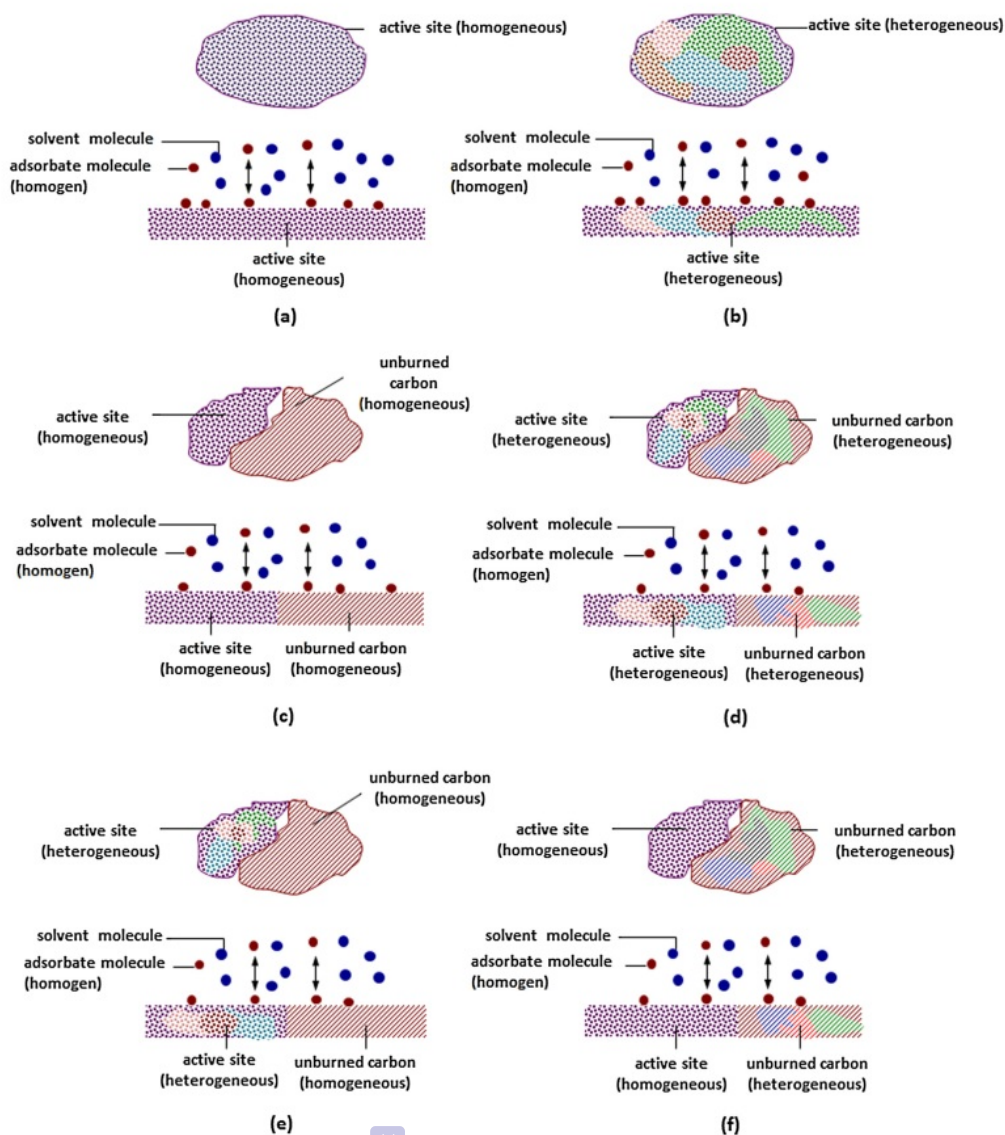 active site (homogeneous)
solvent molecule
adsorbate molecule
(homogen)
active site
(homogeneous)
(a)
active site (heterogeneous)
solvent molecule
adsorbate molecule
(homogen)
active site
(heterogeneous)
(b)
unburned
carbon
(homogeneous)
active site
(homogeneous)
solvent molecule
adsorbate molecule
(homogen)
active site
(homogeneous)
unburned carbon
(homogeneous)
(c)
active site
(heterogeneous)
unburned carbon
(heterogeneous)
solvent molecule
adsorbate molecule
(homogen)
active site
(heterogeneous)
unburned carbon
(heterogeneous)
(d)
unburned carbon
(homogeneous)
active site
(heterogeneous)
solvent molecule
adsorbate molecule
(homogen)
active site
(heterogeneous)
unburned carbon
(homogeneous)
(e)
active site
(homogeneous)
unburned carbon
(heterogeneous)
solvent molecule
adsorbate molecule
(homogen)
active site
(homogeneous)
unburned carbon
(heterogeneous)
(f)